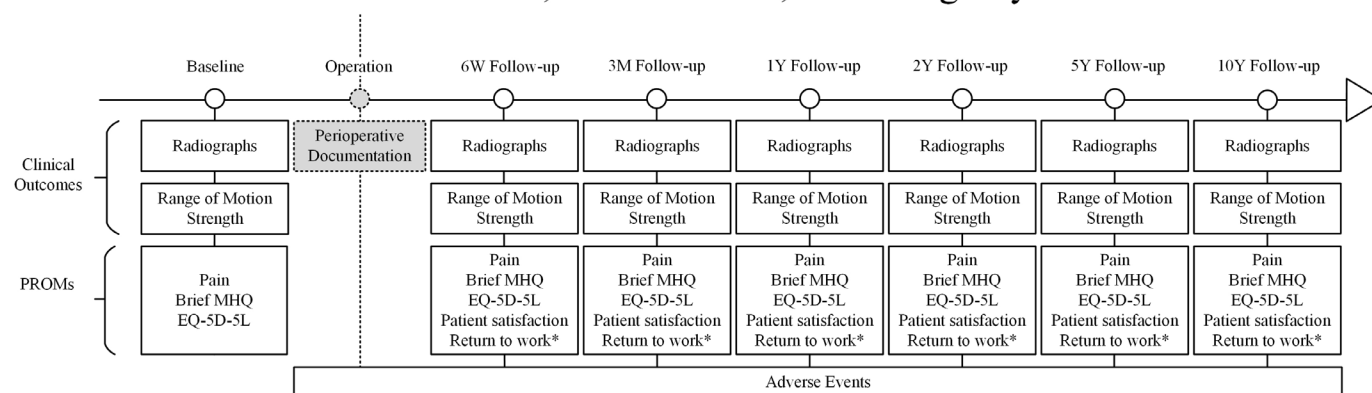 Baseline
Operation
6W Follow-up
3M Follow-up
1Y Follow-up
2Y Follow-up
5Y Follow-up
10Y Follow-up
Clinical
Outcomes
Radiographs
Perioperative
Documentation
Radiographs
Radiographs
Radiographs
Radiographs
Radiographs
Radiographs
Range of Motion
Strength
Range of Motion
Strength
Range of Motion
Strength
Range of Motion
Strength
Range of Motion
Strength
Range of Motion
Strength
Range of Motion
Strength
PROMs
Pain
Brief MHQ
EQ-5D-5L
Pain
Brief MHQ
EQ-5D-5L
Patient satisfaction
Return to work*
Pain
Brief MHQ
EQ-5D-5L
Patient satisfaction
Return to work*
Pain
Brief MHQ
EQ-5D-5L
Patient satisfaction
Return to work*
Pain
Brief MHQ
EQ-5D-5L
Patient satisfaction
Return to work*
Pain
Brief MHQ
EQ-5D-5L
Patient satisfaction
Return to work*
Pain
Brief MHQ
EQ-5D-5L
Patient satisfaction
Return to work*
Adverse Events